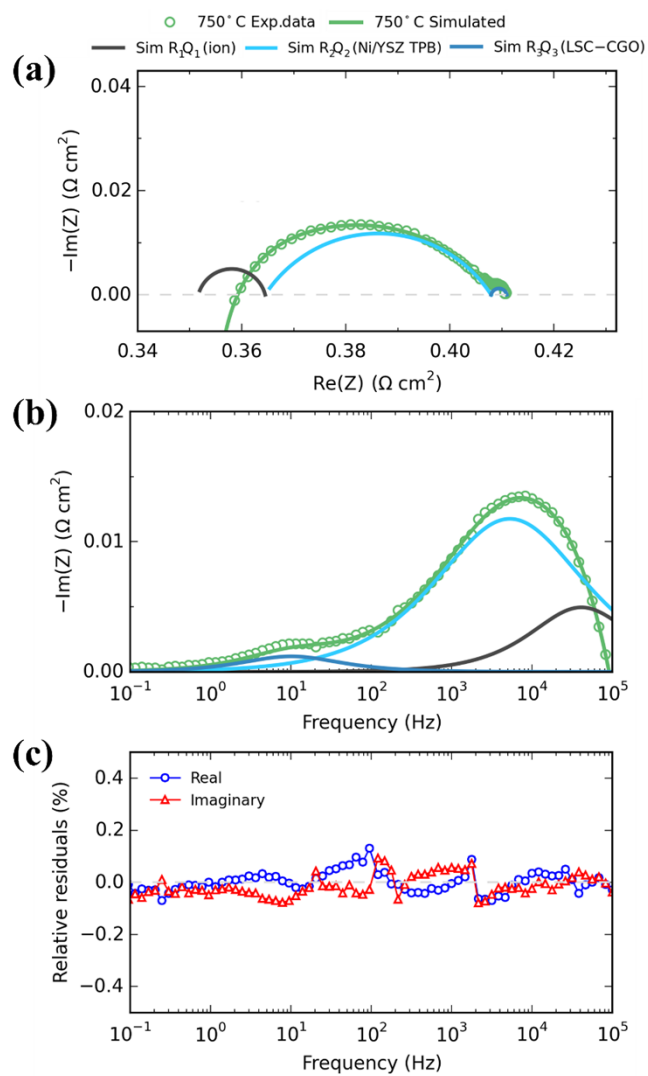 750°C Exp.data 750°C Simulated
Sim R₁Q₁(ion) Sim R₂Q₂(Ni/YSZ TPB) Sim R₃Q₃(LSC−CGO)
(a)
−Im(Z) (Ω cm²)
0.04
0.02
0.00
0.34 0.36 0.38 0.40 0.42
Re(Z) (Ω cm²)
(b)
−Im(Z) (Ω cm²)
0.02
0.01
0.00
10⁻¹ 10⁰ 10¹ 10² 10³ 10⁴ 10⁵
Frequency (Hz)
(c)
Relative residuals (%)
0.4
0.2
0.0
−0.2
−0.4
Real
Imaginary
10⁻¹ 10⁰ 10¹ 10² 10³ 10⁴ 10⁵
Frequency (Hz)